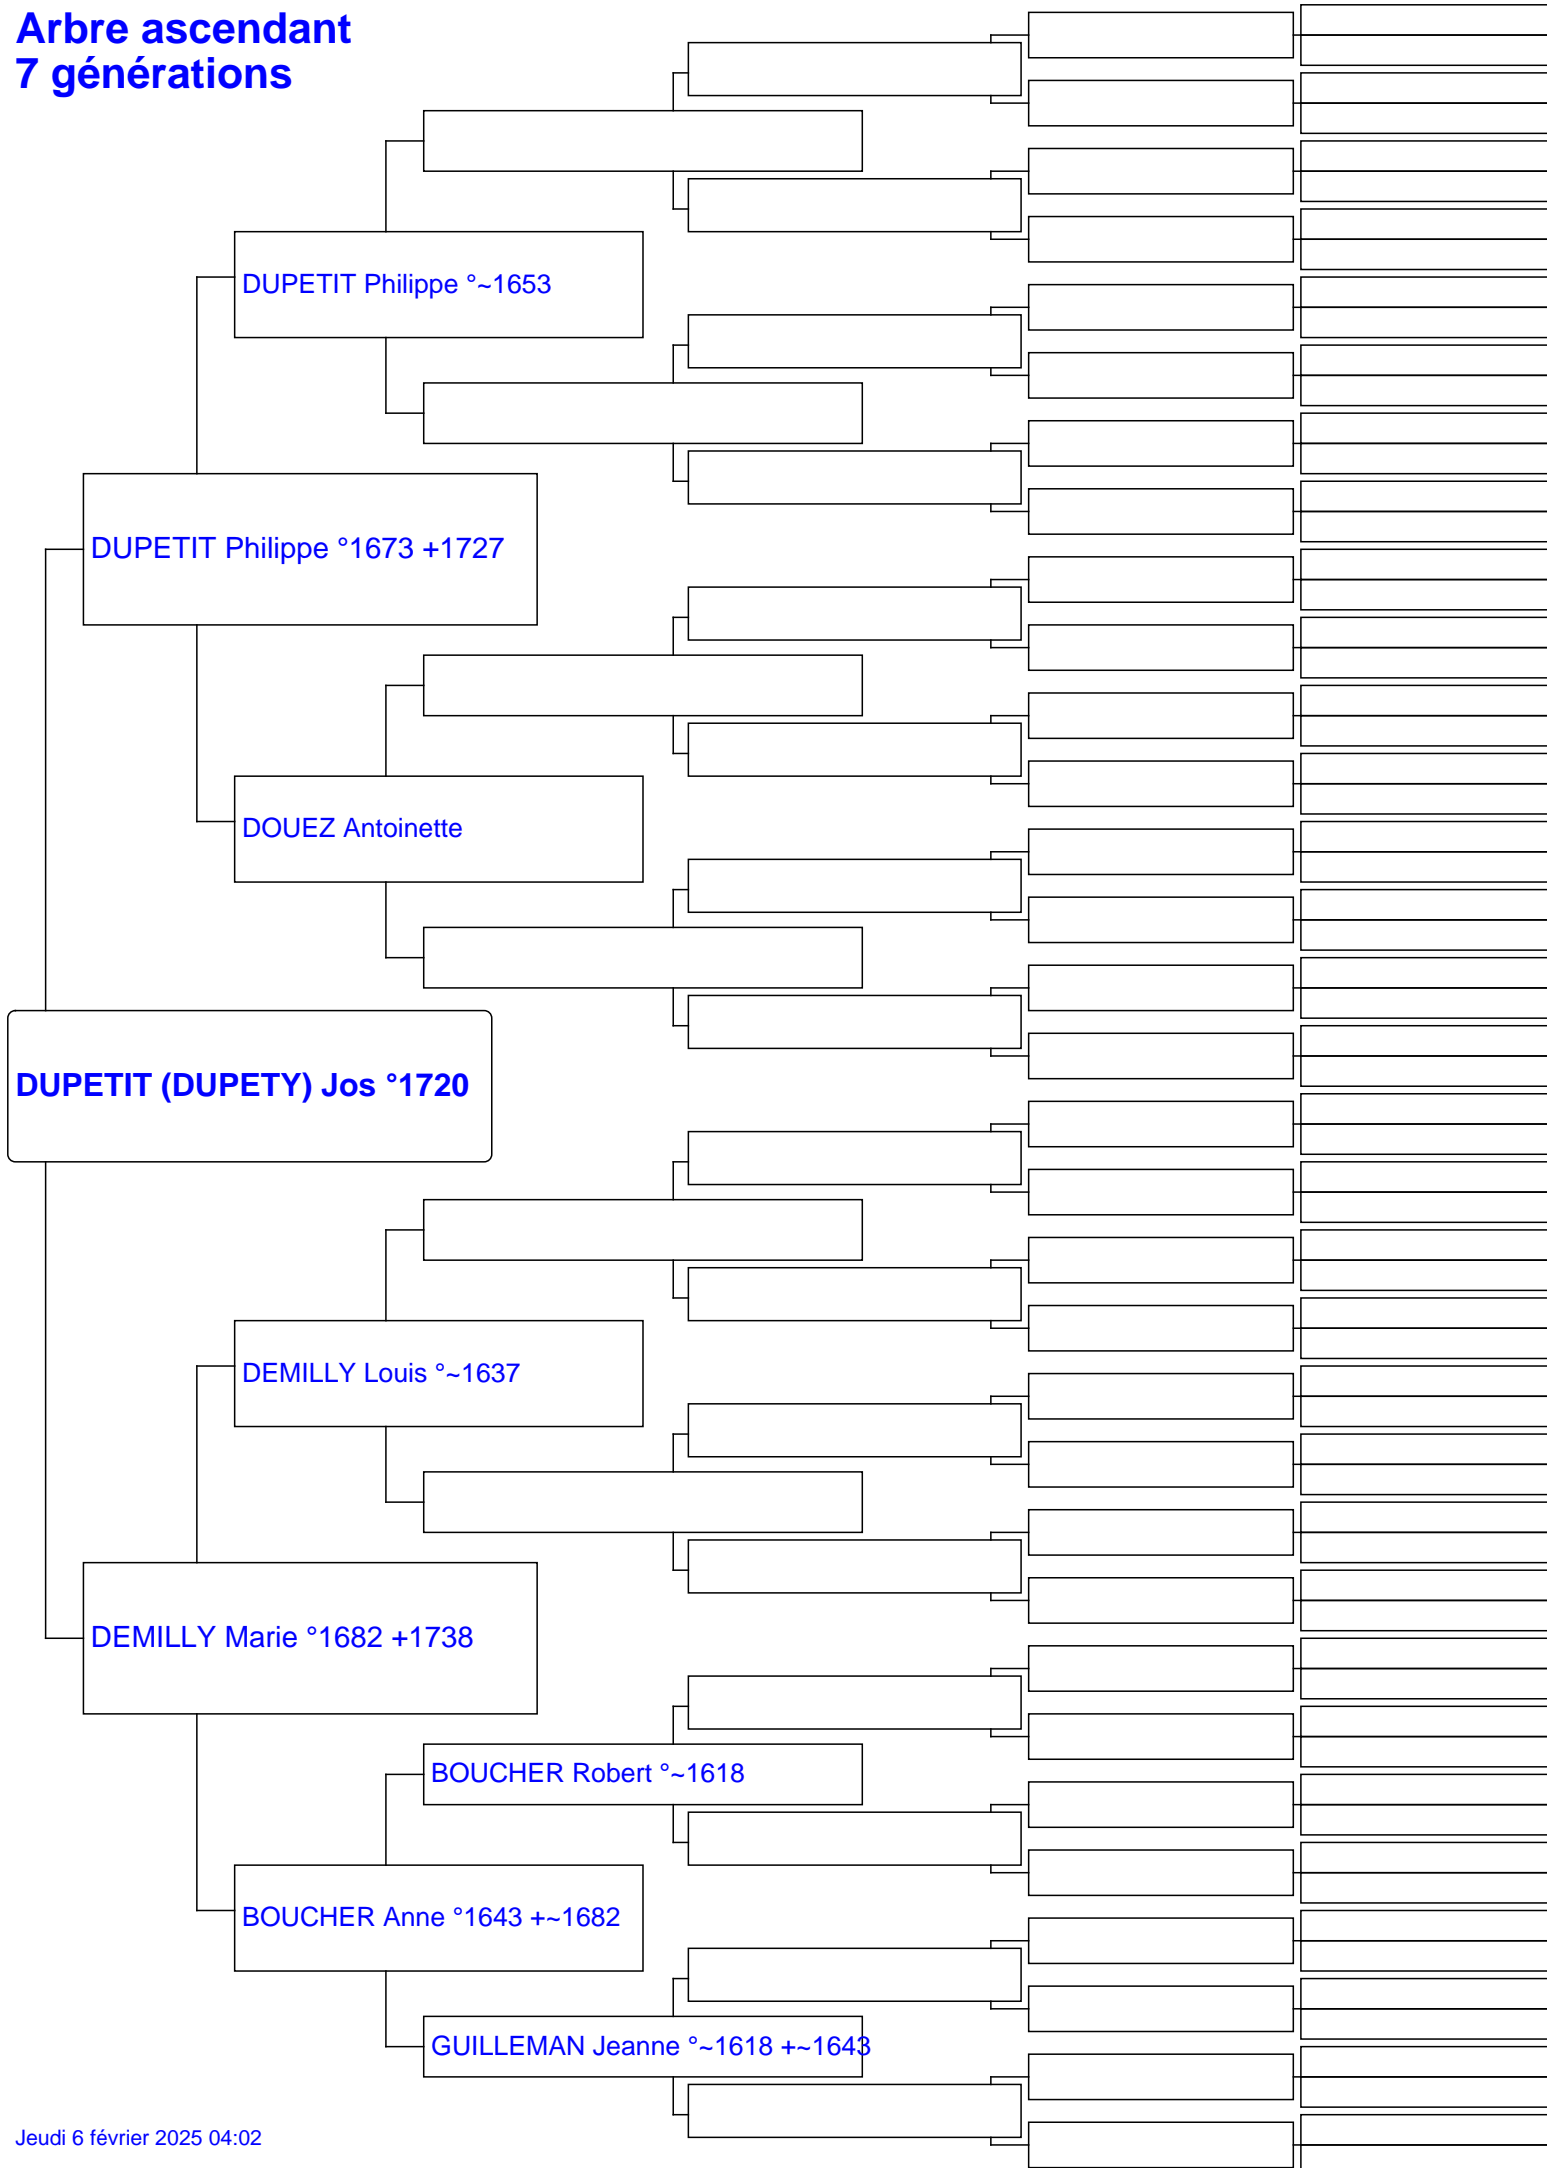 Arbre ascendant
7 générations
DUPETIT Philippe °~1653
DUPETIT Philippe °1673 +1727
DOUEZ Antoinette
DUPETIT (DUPETY) Jos °1720
DEMILLY Louis °~1637
DEMILLY Marie °1682 +1738
BOUCHER Robert °~1618
BOUCHER Anne °1643 +~1682
GUILLEMAN Jeanne °~1618 +~1643
Jeudi 6 février 2025 04:02